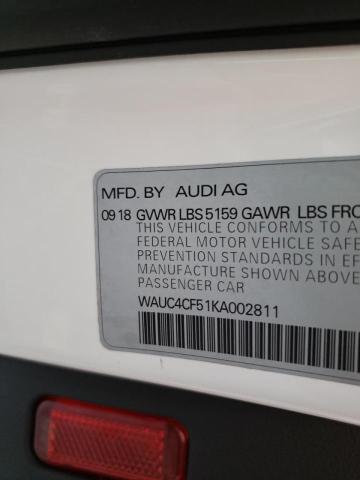 MFD. BY AUDI AG
09 18 GVWR LBS 5159 GAWR LBS FRO
THIS VEHICLE CONFORMS TO A
FEDERAL MOTOR VEHICLE SAFE
PREVENTION STANDARDS IN EF
MANUFACTURE SHOWN ABOVE
PASSENGER CAR
WAUC4CF51KA002811